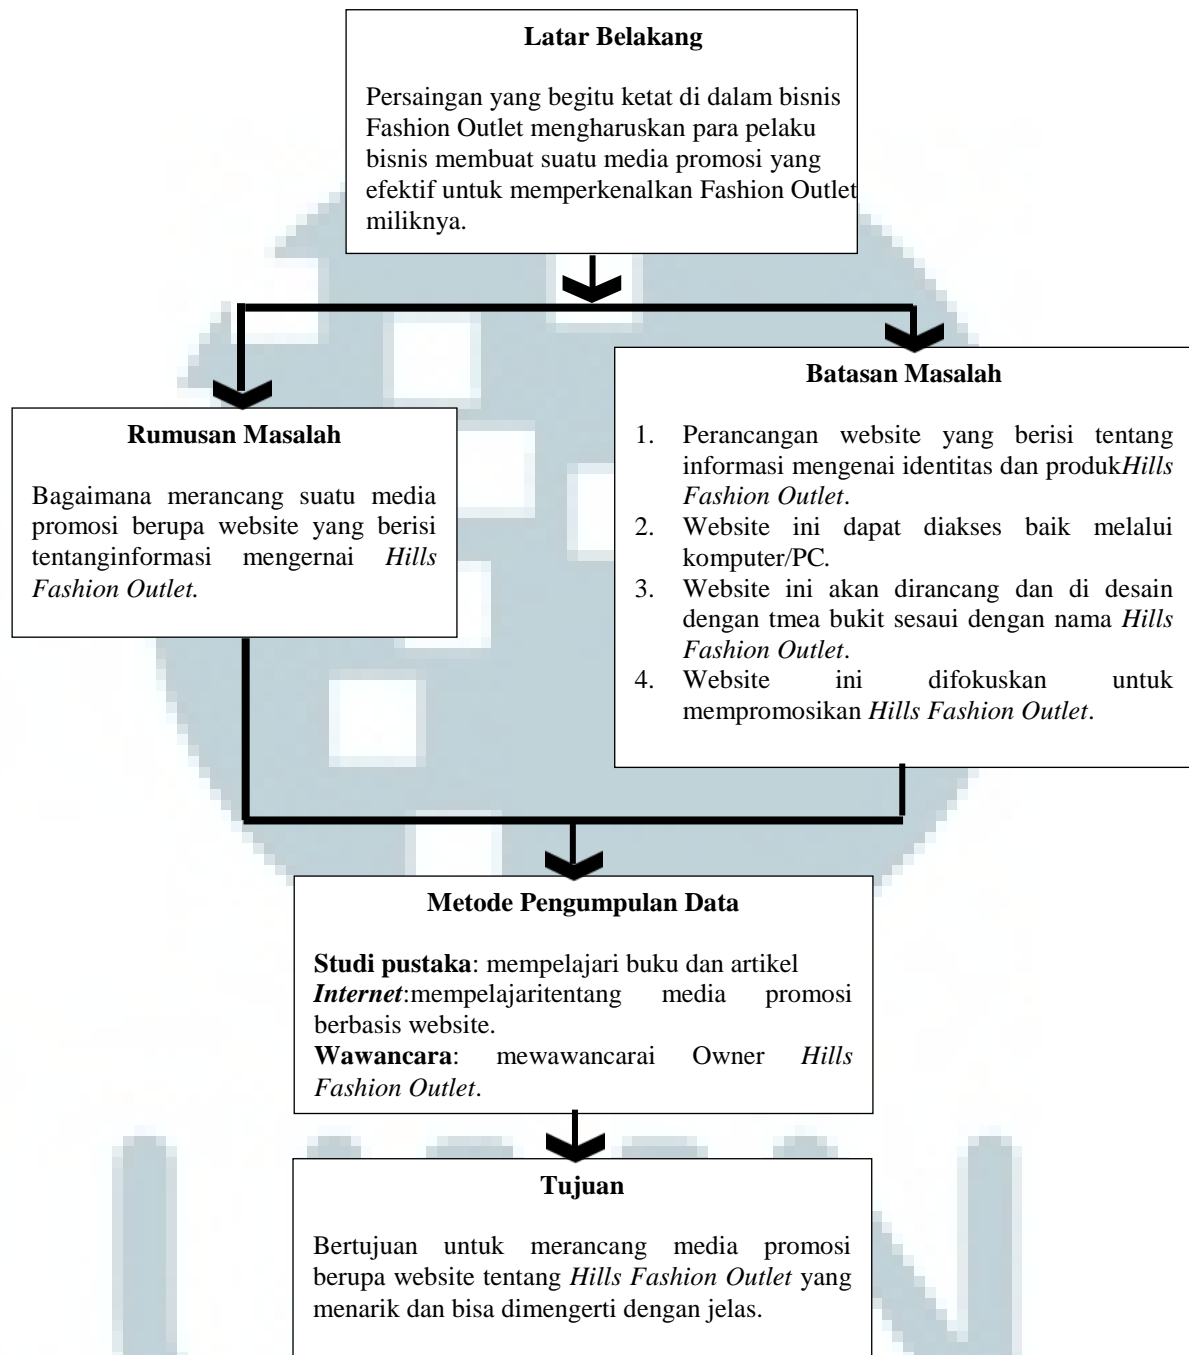 Latar Belakang
Persaingan yang begitu ketat di dalam bisnis
Fashion Outlet mengharuskan para pelaku
bisnis membuat suatu media promosi yang
efektif untuk memperkenalkan Fashion Outlet
miliknya.
Rumusan Masalah
Bagaimana merancang suatu media
promosi berupa website yang berisi
tentanginformasi mengernai Hills
Fashion Outlet.
Batasan Masalah
1. Perancangan website yang berisi tentang
informasi mengenai identitas dan produkHills
Fashion Outlet.
2. Website ini dapat diakses baik melalui
komputer/PC.
3. Website ini akan dirancang dan di desain
dengan tmea bukit sesaui dengan nama Hills
Fashion Outlet.
4. Website ini difokuskan untuk
mempromosikan Hills Fashion Outlet.
Metode Pengumpulan Data
Studi pustaka: mempelajari buku dan artikel
Internet:mempelajaritentang media promosi
berbasis website.
Wawancara: mewawancarai Owner Hills
Fashion Outlet.
Tujuan
Bertujuan untuk merancang media promosi
berupa website tentang Hills Fashion Outlet yang
menarik dan bisa dimengerti dengan jelas.